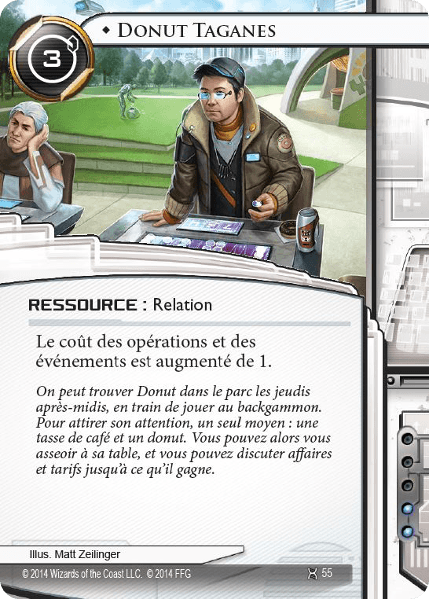 3
♦ Donut Taganes
RESSOURCE : Relation
Le coût des opérations et des
événements est augmenté de 1.
On peut trouver Donut dans le parc les jeudis
après-midis, en train de jouer au backgammon.
Pour attirer son attention, un seul moyen : une
tasse de café et un donut. Vous pouvez alors vous
asseoir à sa table, et vous pouvez discuter affaires
et tarifs jusqu'à ce qu'il gagne.
Illus. Matt Zeilinger
© 2014 Wizards of the Coast LLC. © 2014 FFG
55